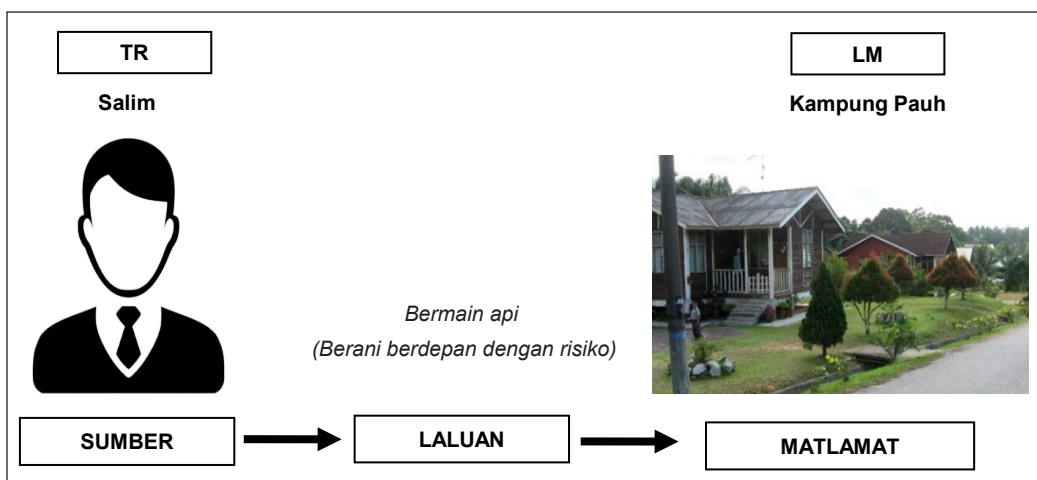 TR
LM
Salim
Kampung Pauh
Bermain api
(Berani berdepan dengan risiko)
SUMBER
LALUAN
MATLAMAT